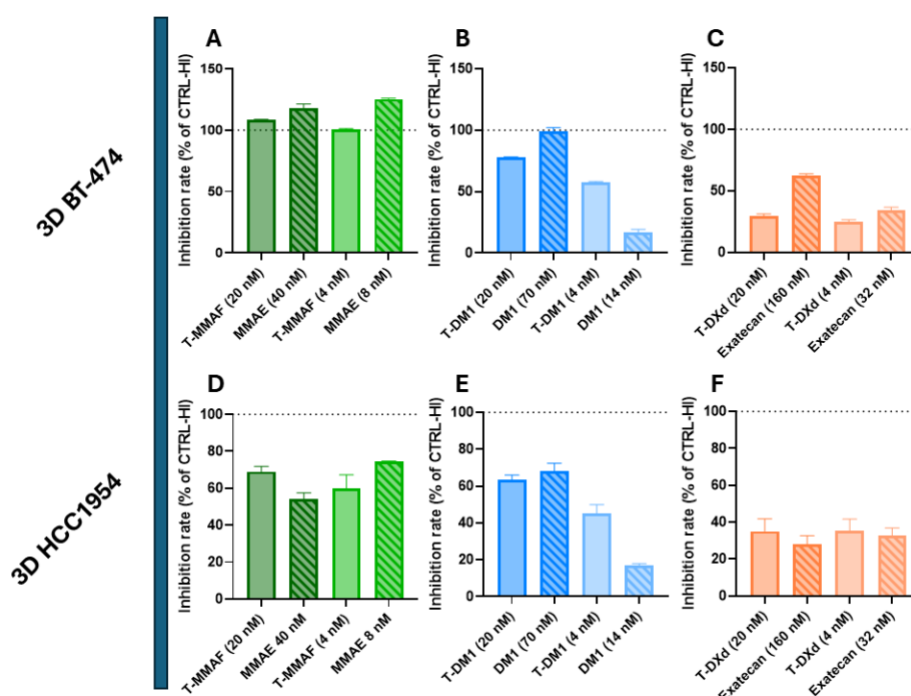 3D BT-474
A
Inhibition rate (% of CTRL-HI)
150
100
50
0
T-MMAF (20 nM)
MMAE (40 nM)
T-MMAF (4 nM)
MMAE (8 nM)
B
Inhibition rate (% of CTRL-HI)
150
100
50
0
T-DM1 (20 nM)
DM1 (70 nM)
T-DM1 (4 nM)
DM1 (14 nM)
C
Inhibition rate (% of CTRL-HI)
150
100
50
0
T-DXd (20 nM)
Exatecan (160 nM)
T-DXd (4 nM)
Exatecan (32 nM)
3D HCC1954
D
Inhibition rate (% of CTRL-HI)
100
80
60
40
20
0
T-MMAF (20 nM)
MMAE 40 nM
T-MMAF (4 nM)
MMAE 8 nM
E
Inhibition rate (% of CTRL-HI)
100
80
60
40
20
0
T-DM1 (20 nM)
DM1 (70 nM)
T-DM1 (4 nM)
DM1 (14 nM)
F
Inhibition rate (% of CTRL-HI)
100
80
60
40
20
0
T-DXd (20 nM)
Exatecan (160 nM)
T-DXd (4 nM)
Exatecan (32 nM)